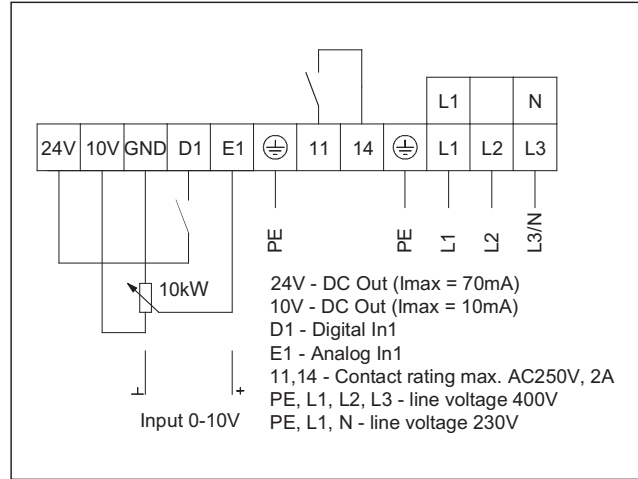 L1 N
24V 10V GND D1 E1 11 14 L1 L2 L3
PE PE L1 L2 L3/N
10kW
24V - DC Out (Imax = 70mA)
10V - DC Out (Imax = 10mA)
D1 - Digital In1
E1 - Analog In1
11,14 - Contact rating max. AC250V, 2A
PE, L1, L2, L3 - line voltage 400V
PE, L1, N - line voltage 230V
⊥ +
Input 0-10V